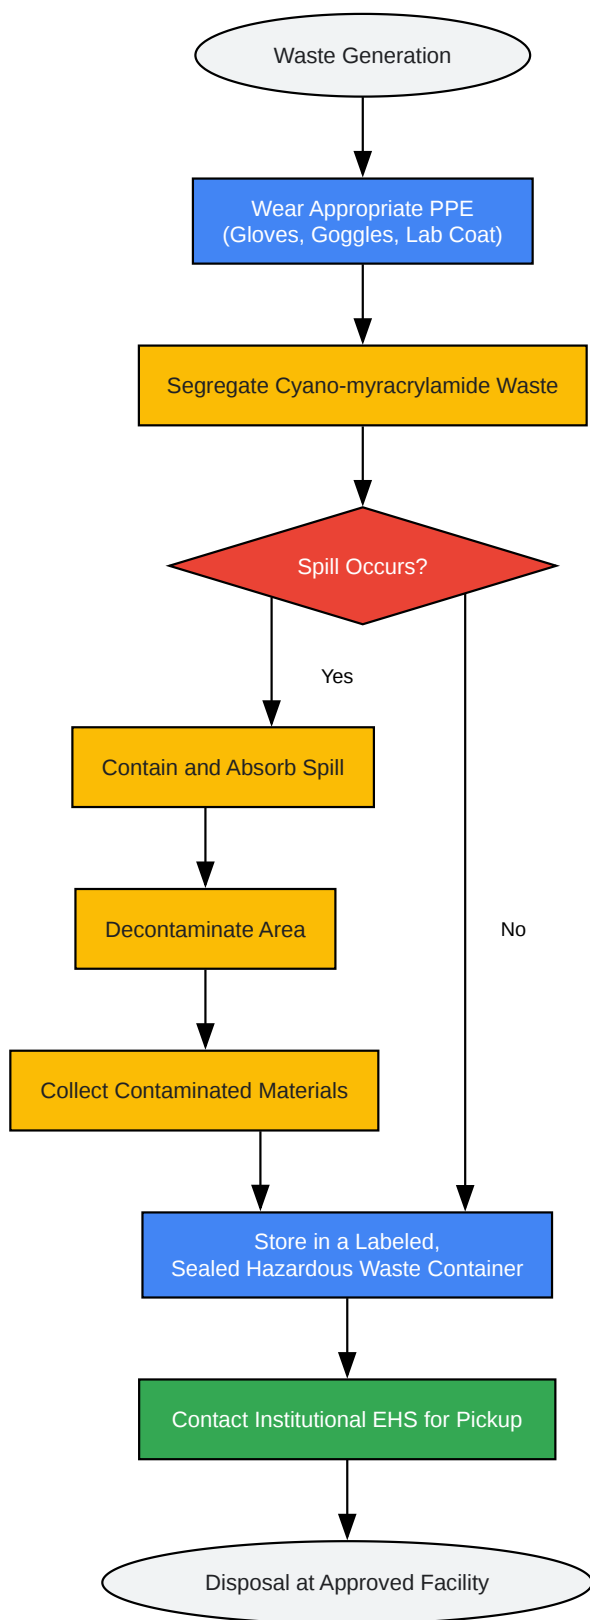 Waste Generation
Wear Appropriate PPE
(Gloves, Goggles, Lab Coat)
Segregate Cyano-myracrylamide Waste
Spill Occurs?
Yes
Contain and Absorb Spill
Decontaminate Area
No
Collect Contaminated Materials
Store in a Labeled,
Sealed Hazardous Waste Container
Contact Institutional EHS for Pickup
Disposal at Approved Facility